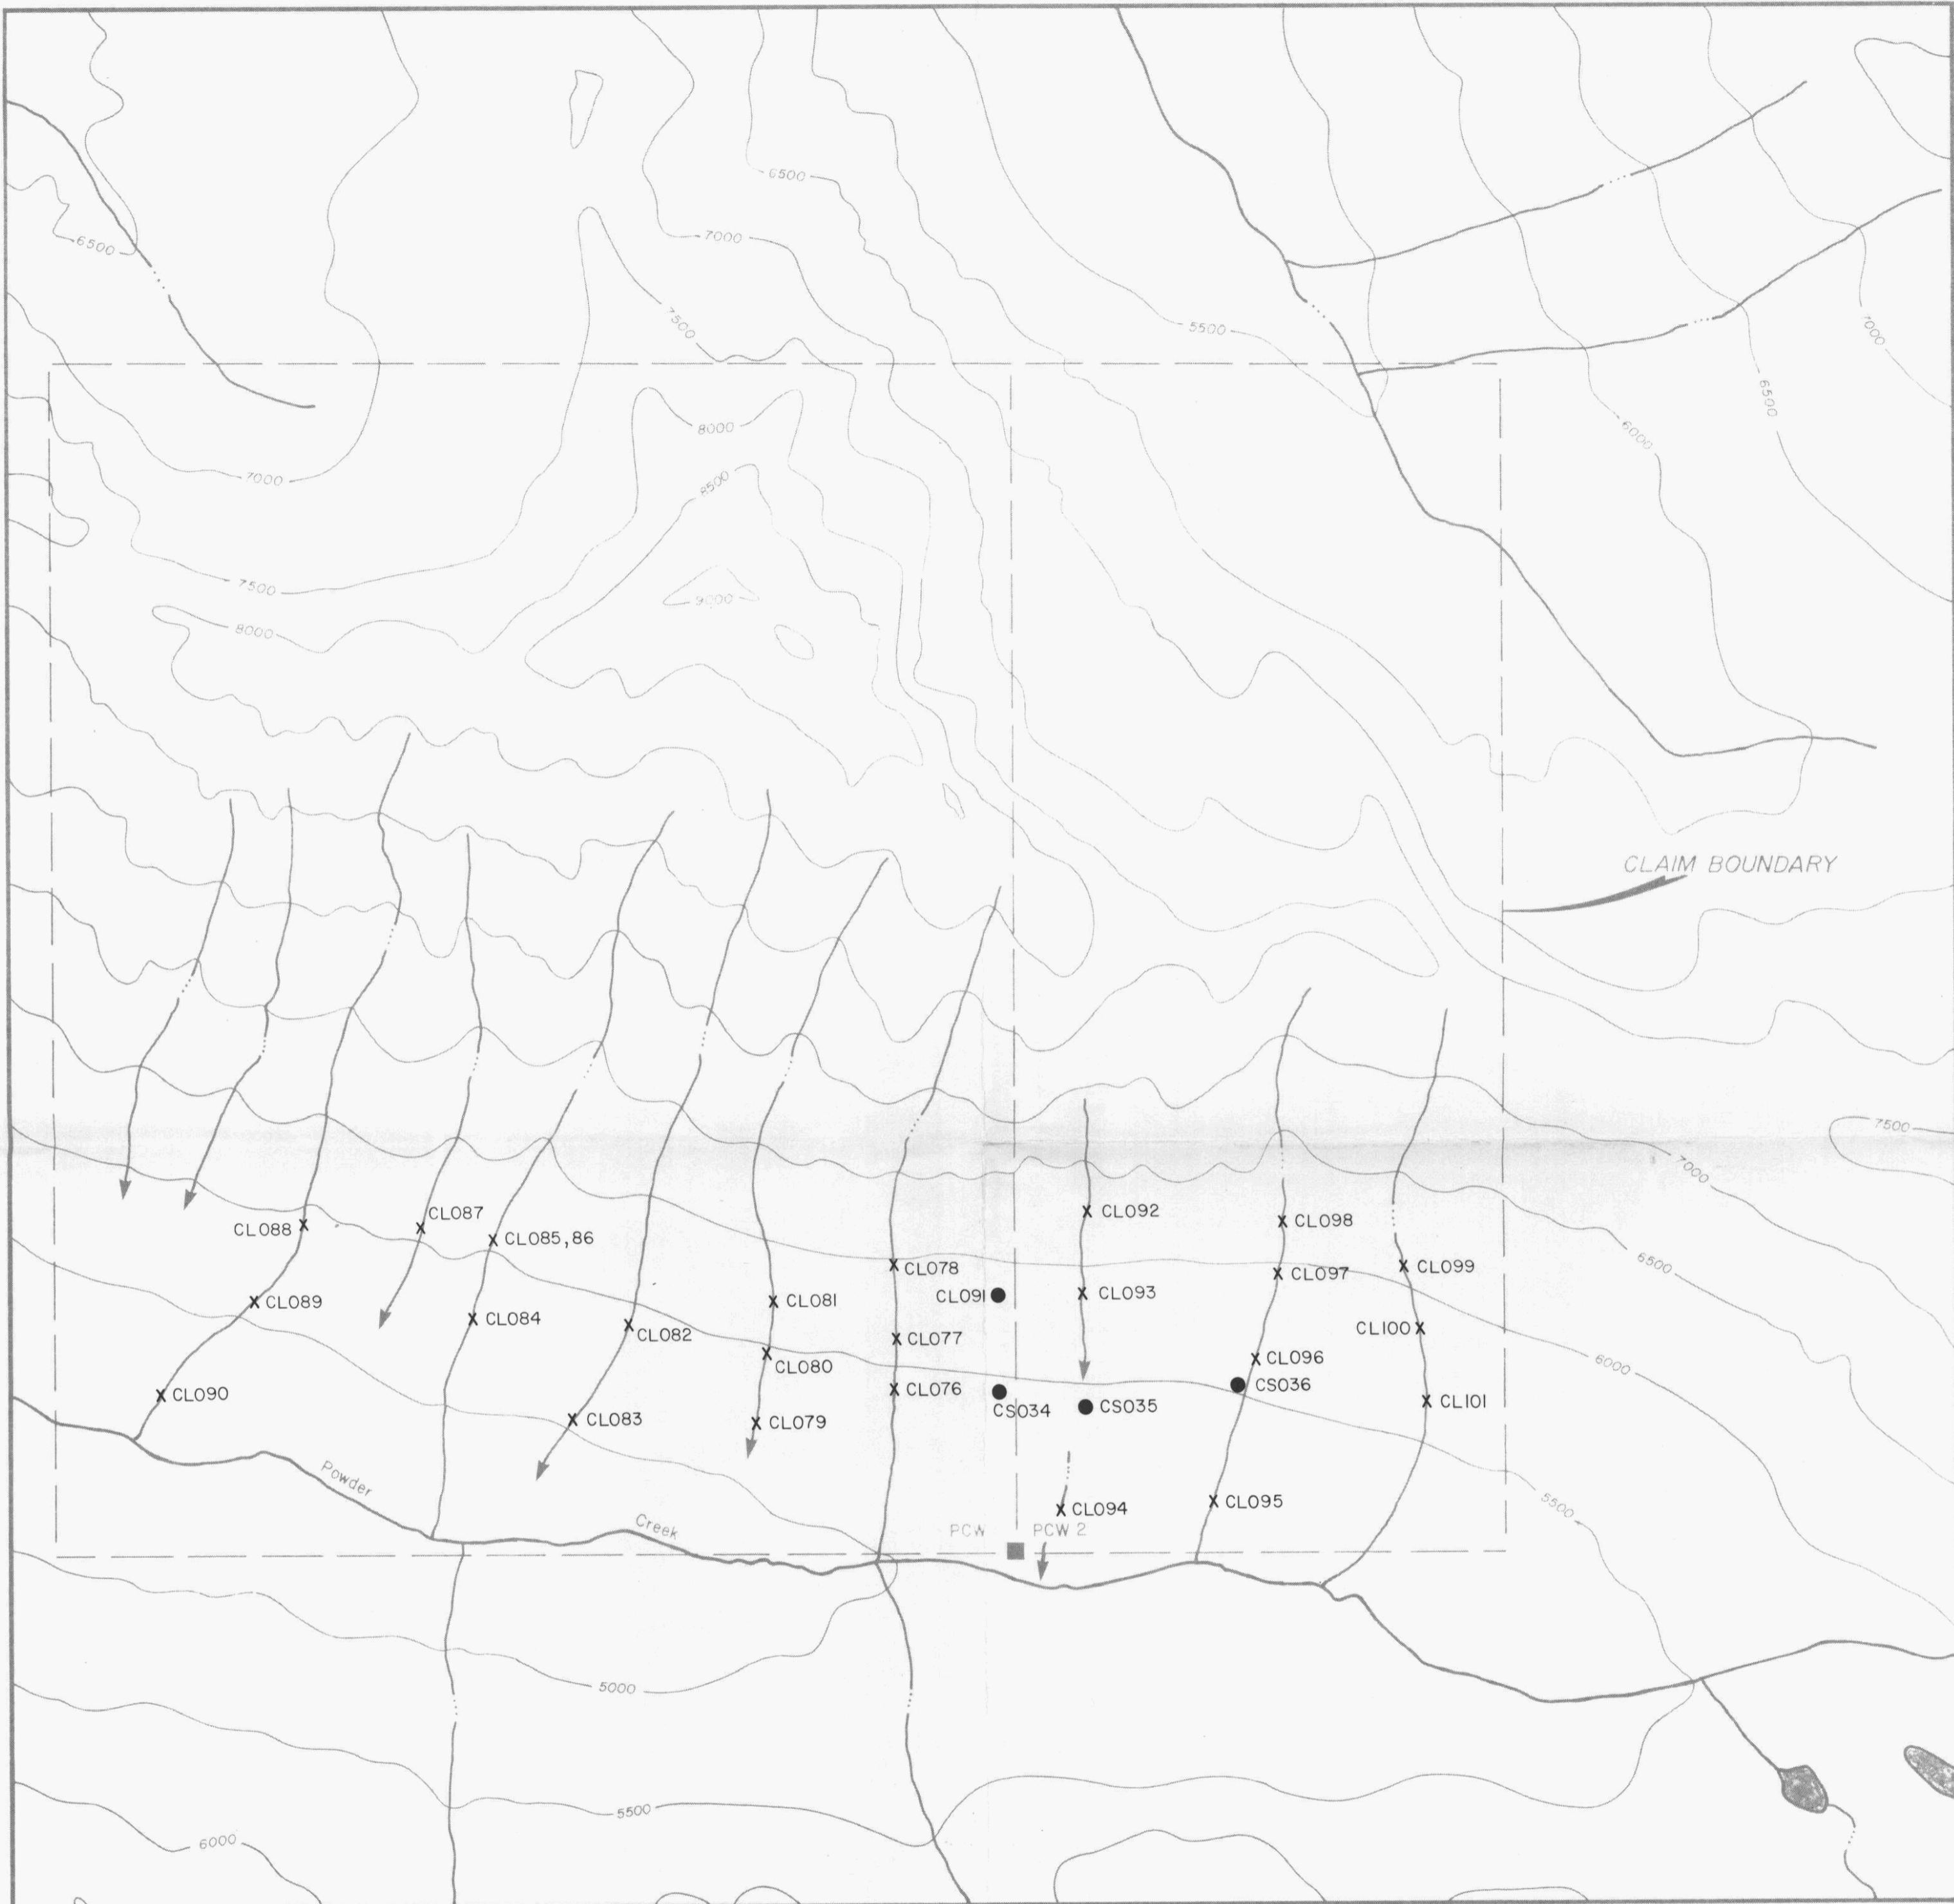 6500
7000
6500
7500
5500
7000
6500
6000
8000
7000
8500
7500
9000
8000
CLAIM BOUNDARY
7500
7000
CL087
CL088
CL085,86
CL092
CL098
6500
CL078
CL091
CL093
CL097
CL099
CL089
CL084
CL082
CL081
CL080
CL077
CL096
CL100
6000
CL090
CL083
CL079
CL076
CS034
CS035
CS036
CL101
Powder
Creek
CL094
CL095
5500
PCW
PCW 2
5000
5500
6000